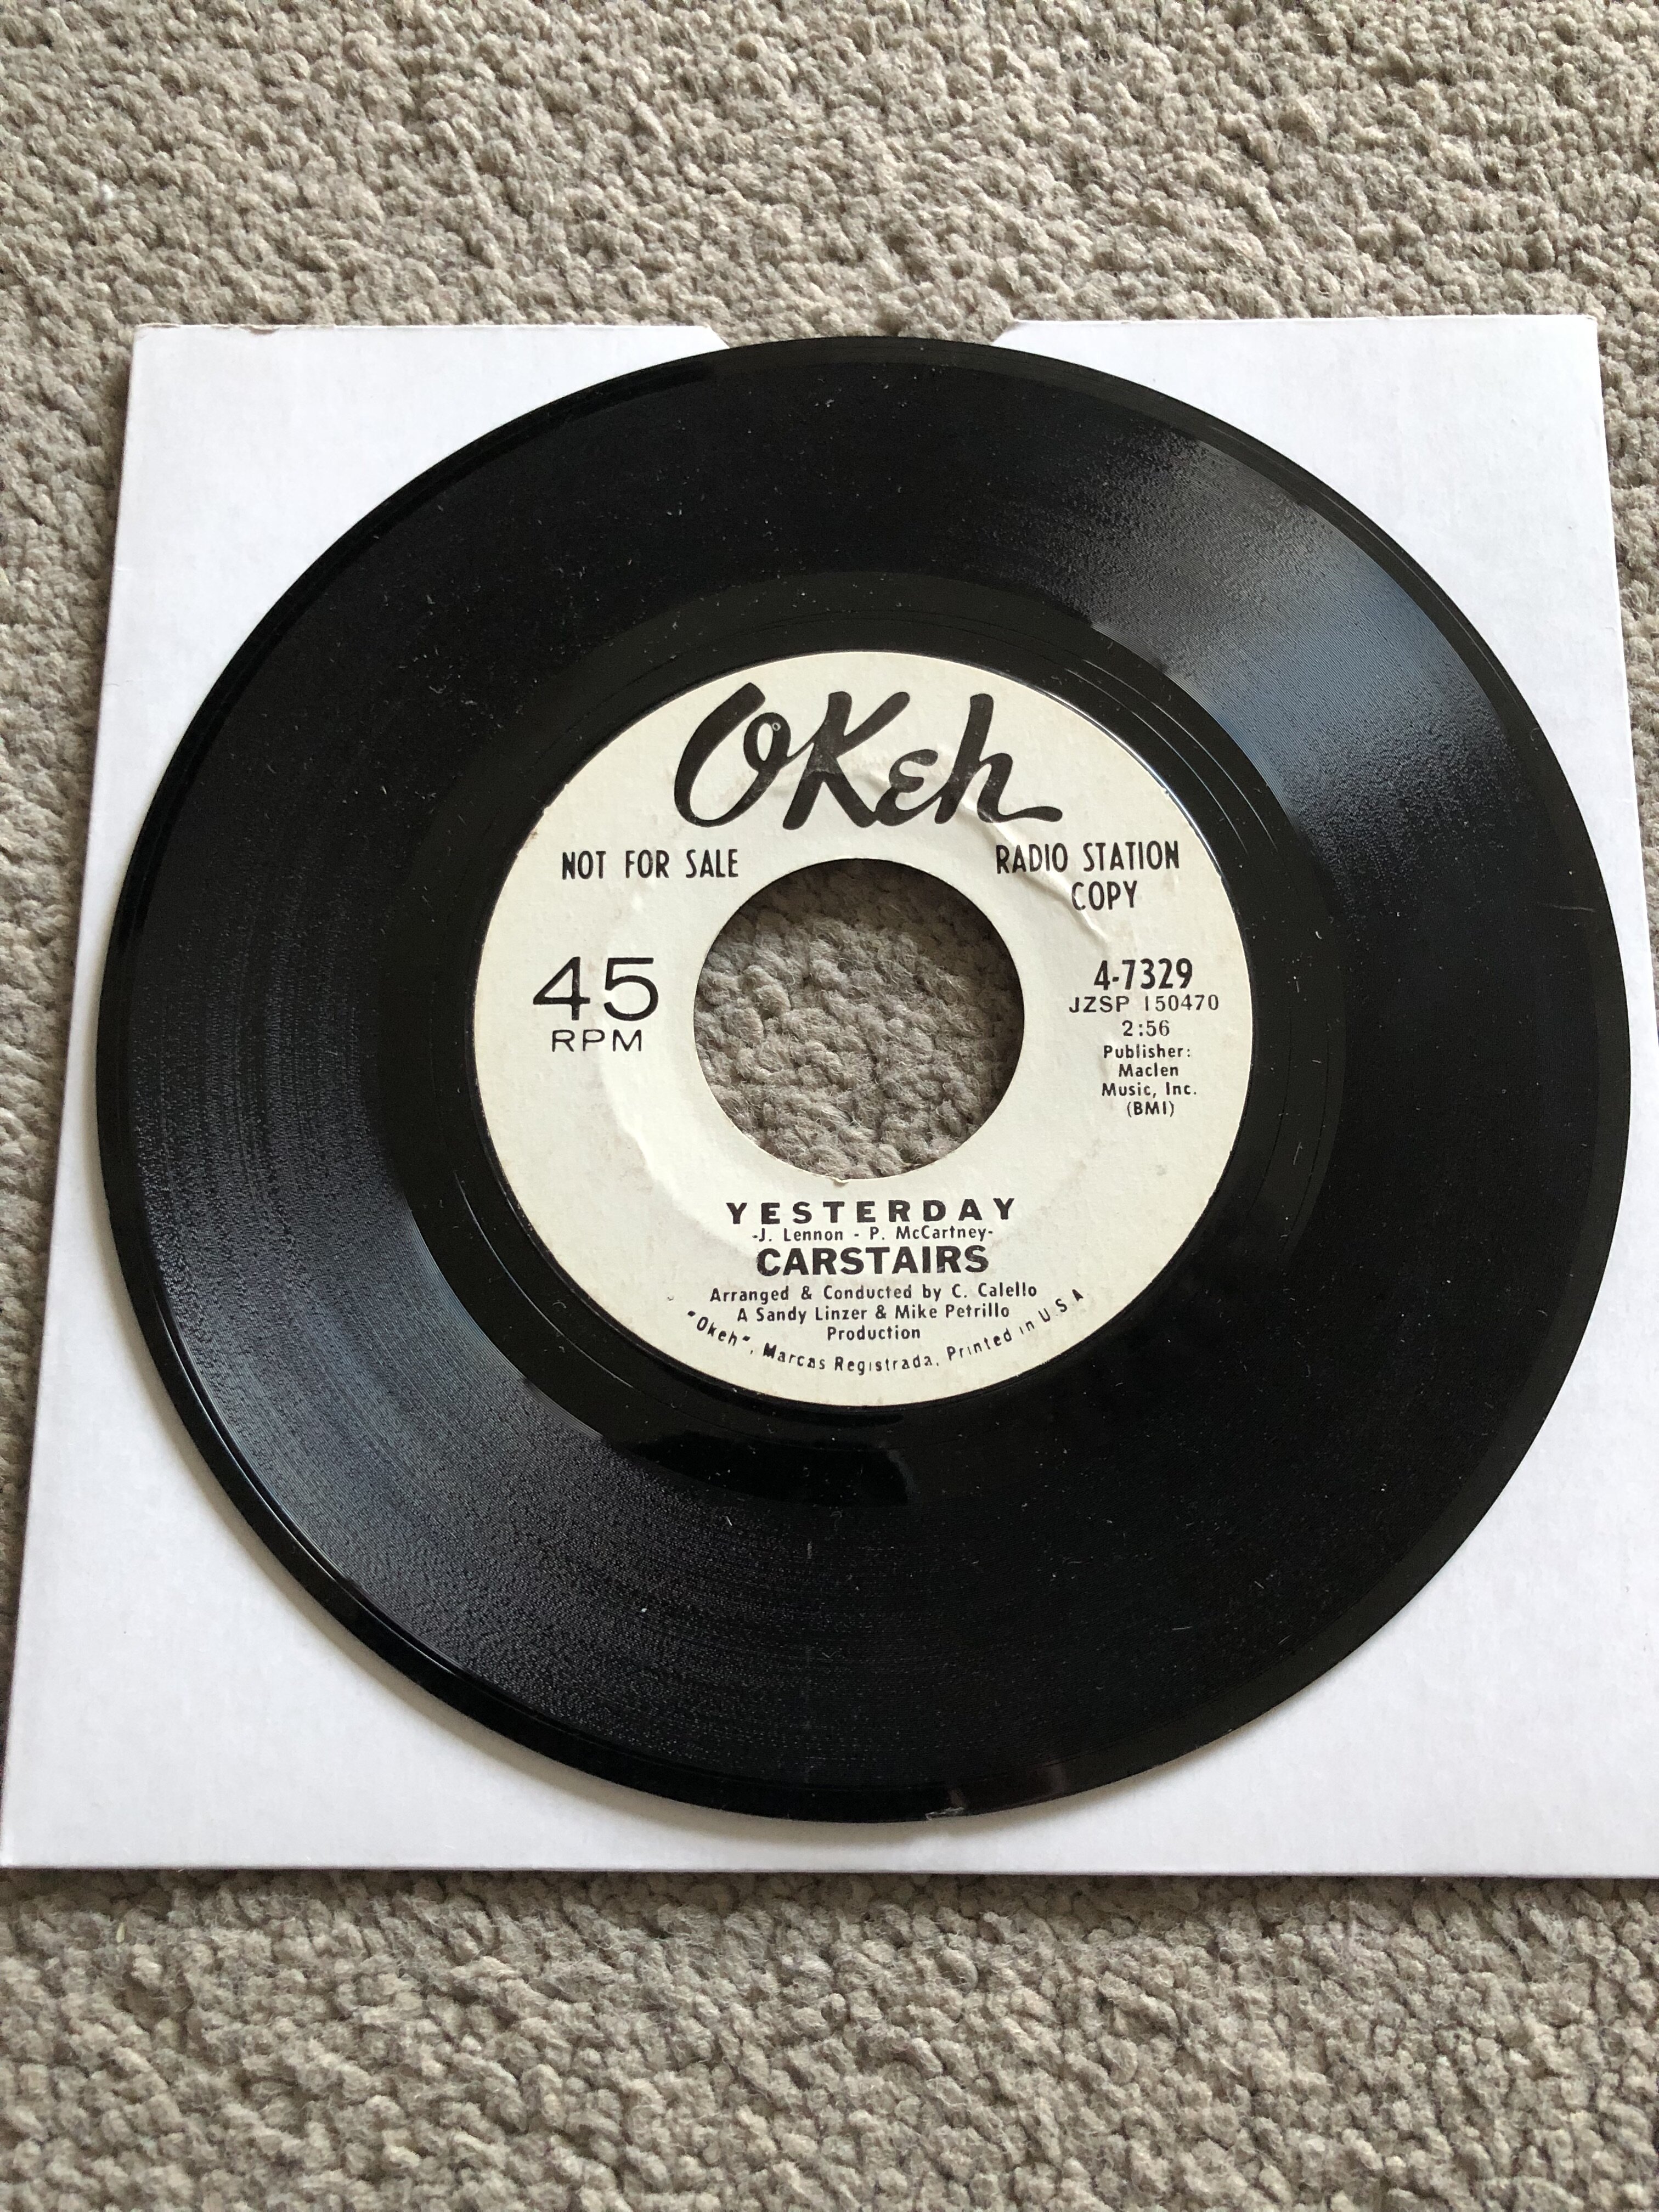 OKeh
NOT FOR SALE
RADIO STATION
COPY
45
RPM
4-7329
JZSP 150470
2:56
Publisher:
Maclen
Music, Inc.
(BMI)
YESTERDAY
-J. Lennon - P. McCartney-
CARSTAIRS
Arranged & Conducted by C. Calello
A Sandy Linzer & Mike Petrillo
Production
"Okeh", Marcas Registrada, Printed in U S A